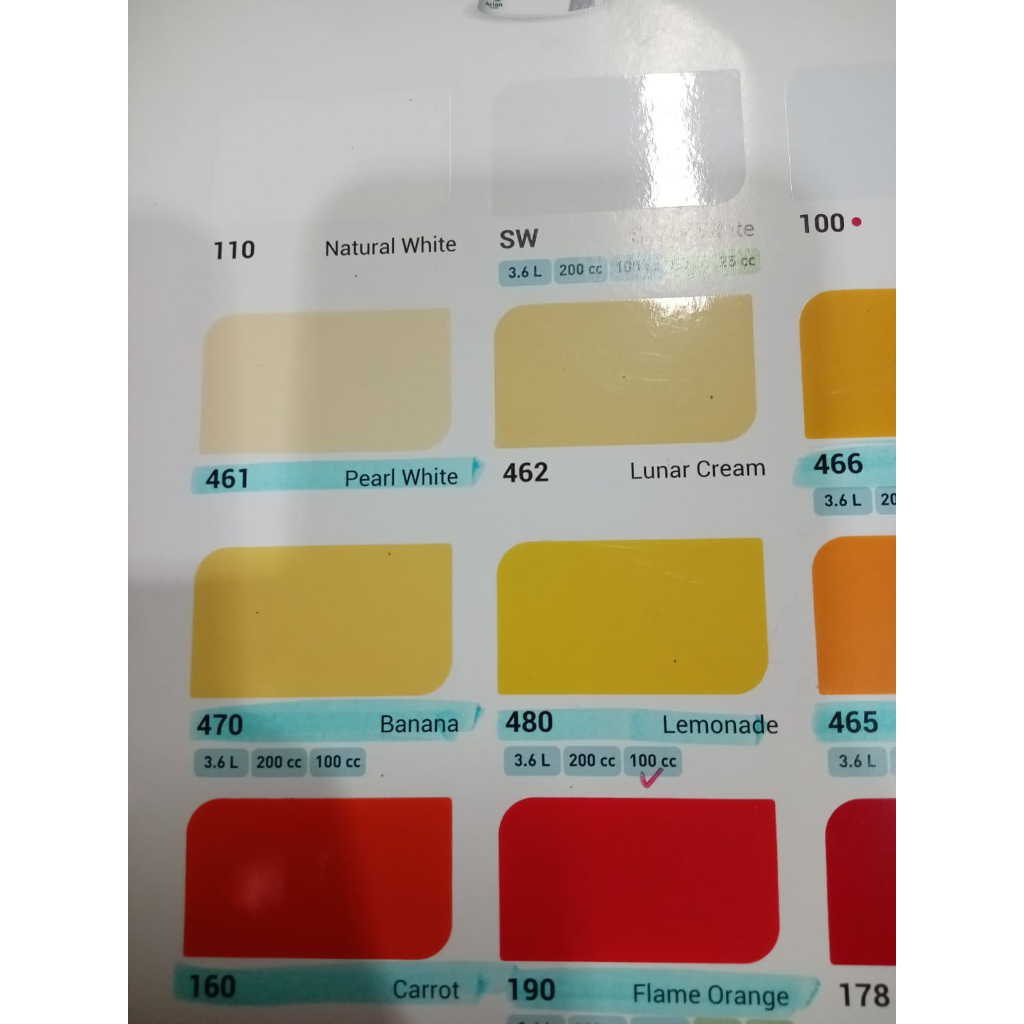 110 Natural White
SW
100
3.6 L 200 cc 25 cc
461 Pearl White
462 Lunar Cream
466
3.6 L
470 Banana
480 Lemonade
465
3.6 L 200 cc 100 cc
3.6 L 200 cc 100 cc
3.6 L
160 Carrot
190 Flame Orange
178